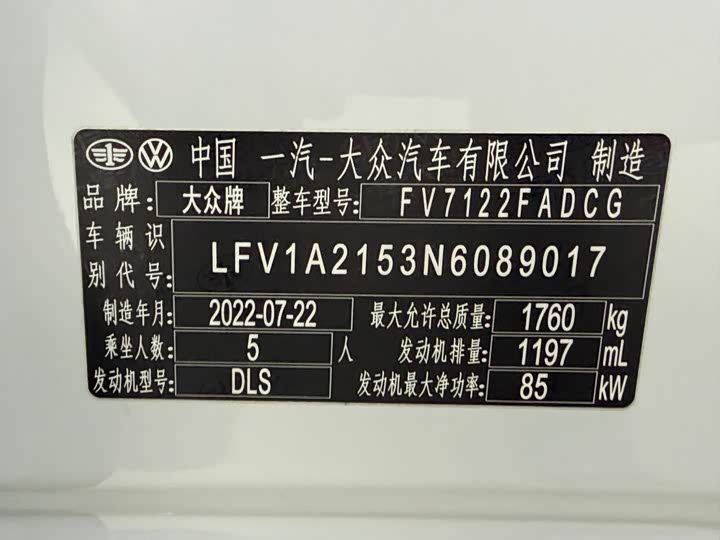 中国 一汽-大众汽车有限公司 制造
品牌: 大众牌 整车型号: FV7122FADCG
车辆识别代号: LFV1A2153N6089017
制造年月: 2022-07-22 最大允许总质量: 1760 kg
乘坐人数: 5 人 发动机排量: 1197 mL
发动机型号: DLS 发动机最大净功率: 85 kW